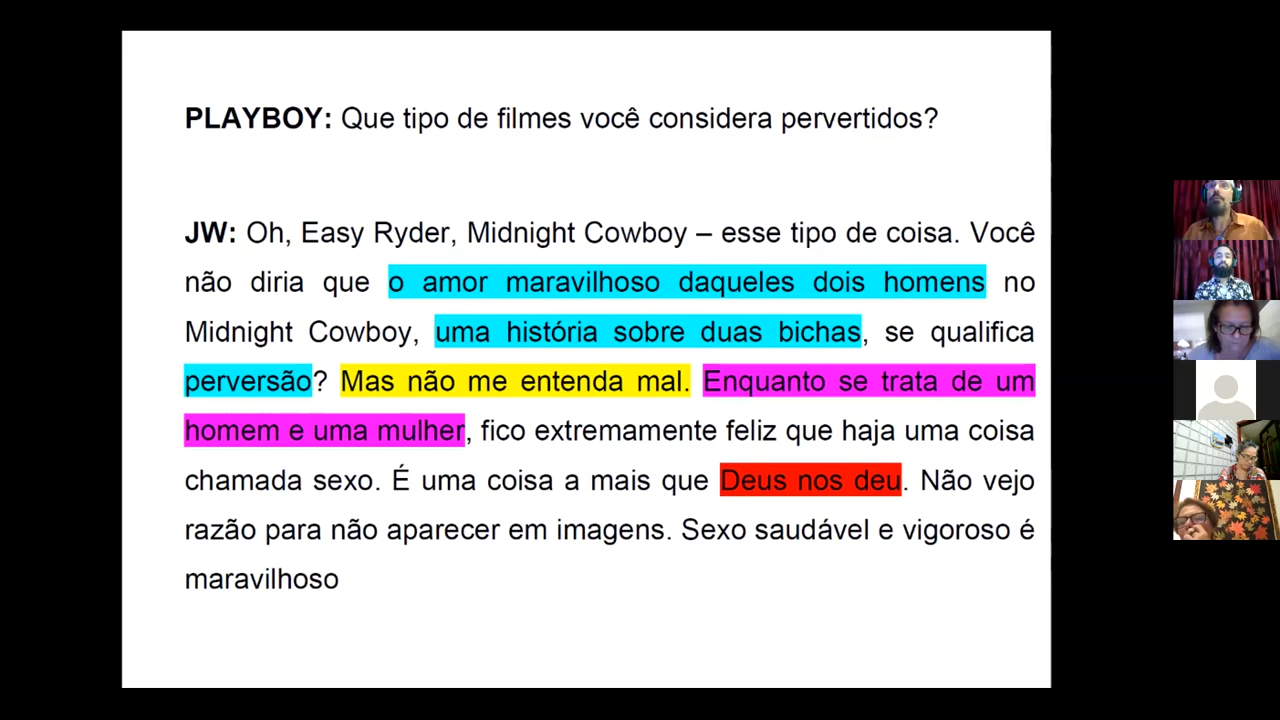 PLAYBOY: Que tipo de filmes você considera pervertidos?
JW: Oh, Easy Ryder, Midnight Cowboy – esse tipo de coisa. Você
não diria que o amor maravilhoso daqueles dois homens no
Midnight Cowboy, uma história sobre duas bichas, se qualifica
perversão? Mas não me entenda mal. Enquanto se trata de um
homem e uma mulher, fico extremamente feliz que haja uma coisa
chamada sexo. É uma coisa a mais que Deus nos deu. Não vejo
razão para não aparecer em imagens. Sexo saudável e vigoroso é
maravilhoso